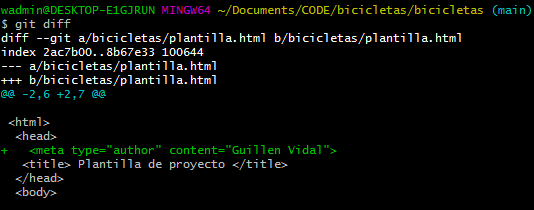 wadmin@DESKTOP-E1GJRUN MINGW64 ~/Documents/CODE/bicicletas/bicicletas (main)
$ git diff
diff --git a/bicicletas/plantilla.html b/bicicletas/plantilla.html
index 2ac7b00..8b67e33 100644
--- a/bicicletas/plantilla.html
+++ b/bicicletas/plantilla.html
@@ -2,6 +2,7 @@
 <html>
  <head>
+   <meta type="author" content="Guillen Vidal">
   <title> Plantilla de proyecto </title>
  </head>
  <body>